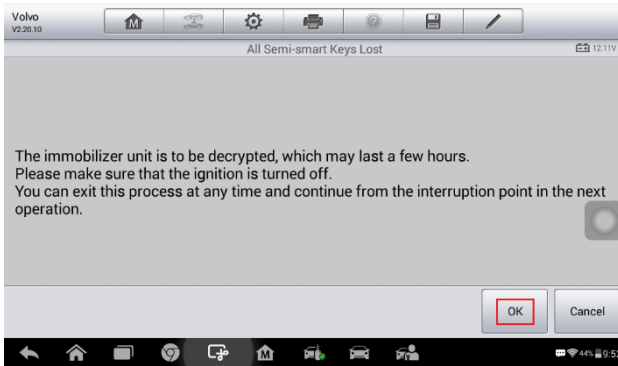 Volvo
V2.20.10
All Semi-smart Keys Lost
12.11V
The immobilizer unit is to be decrypted, which may last a few hours.
Please make sure that the ignition is turned off.
You can exit this process at any time and continue from the interruption point in the next
operation.
OK
Cancel
44%
9:52